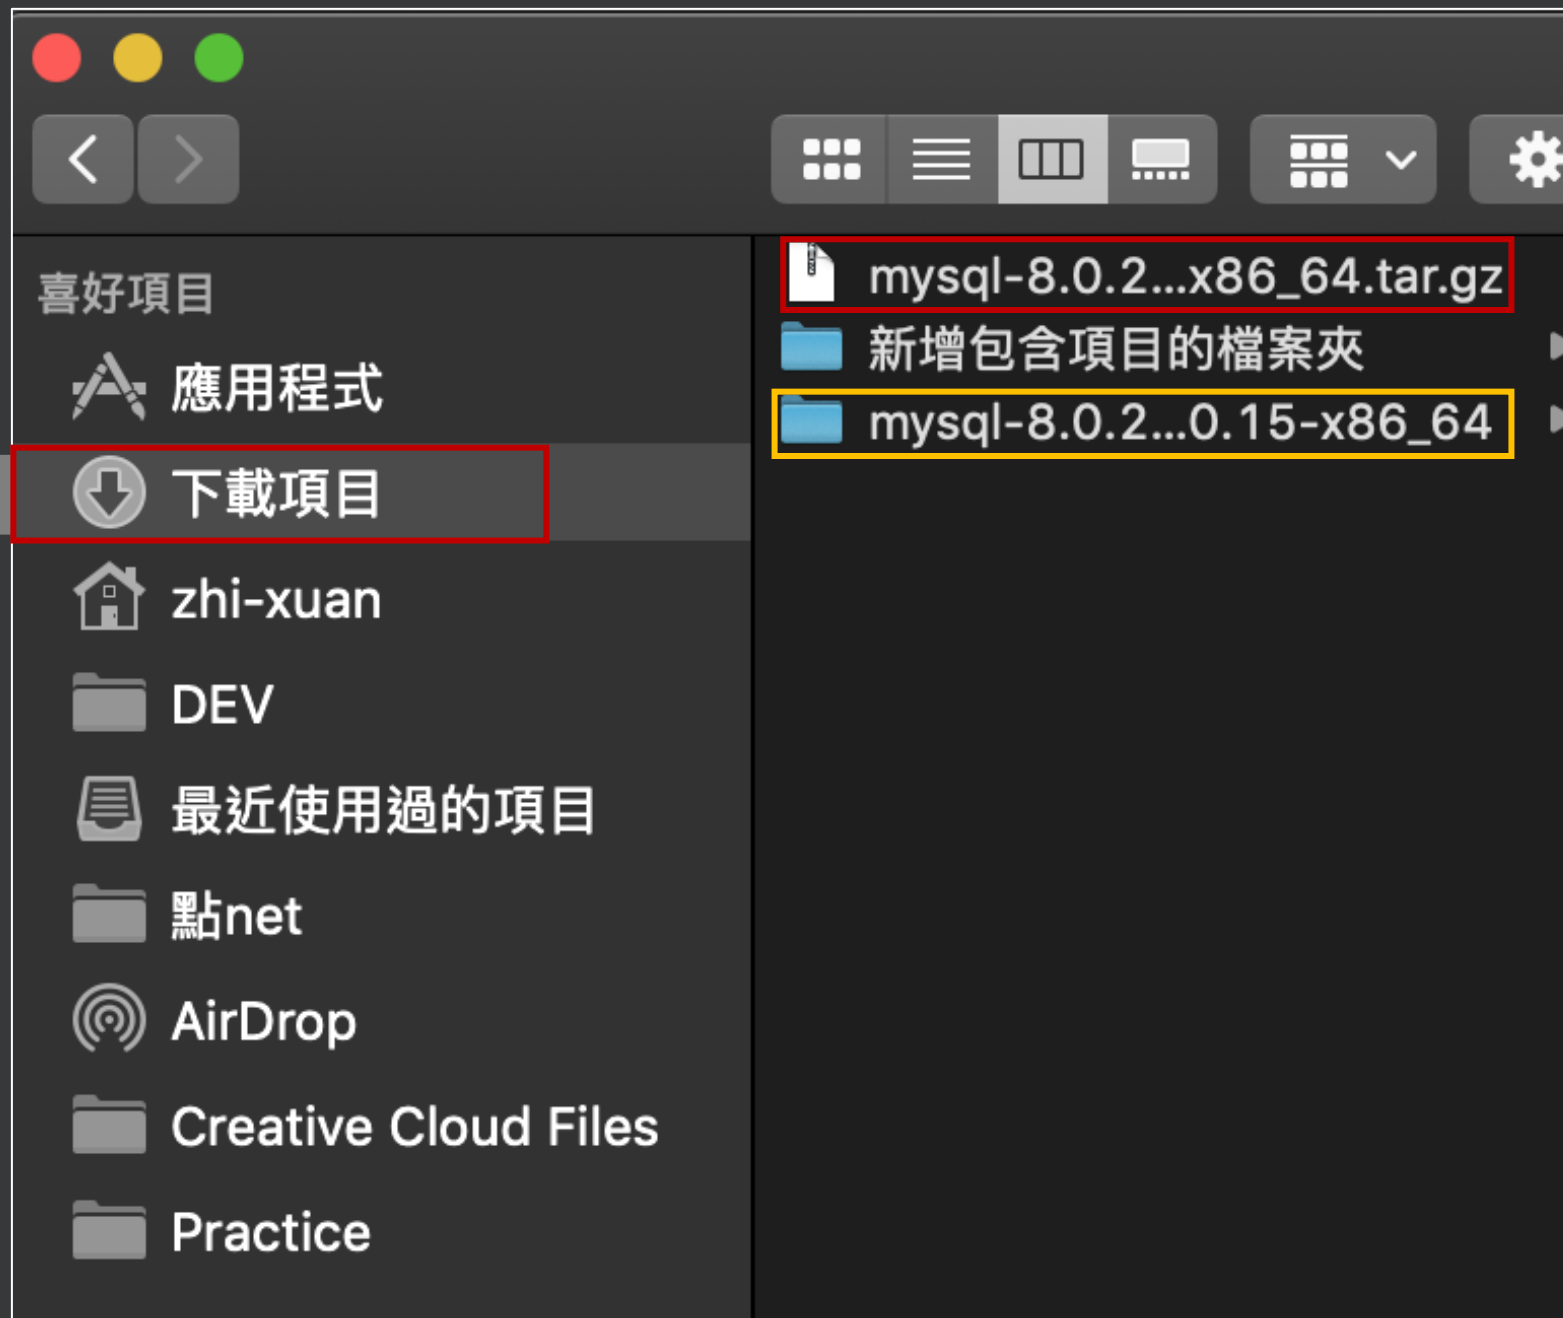 喜好項目
應用程式
下載項目
zhi-xuan
DEV
最近使用過的項目
點net
AirDrop
Creative Cloud Files
Practice
mysql-8.0.2...x86_64.tar.gz
新增包含項目的檔案夾
mysql-8.0.2...0.15-x86_64